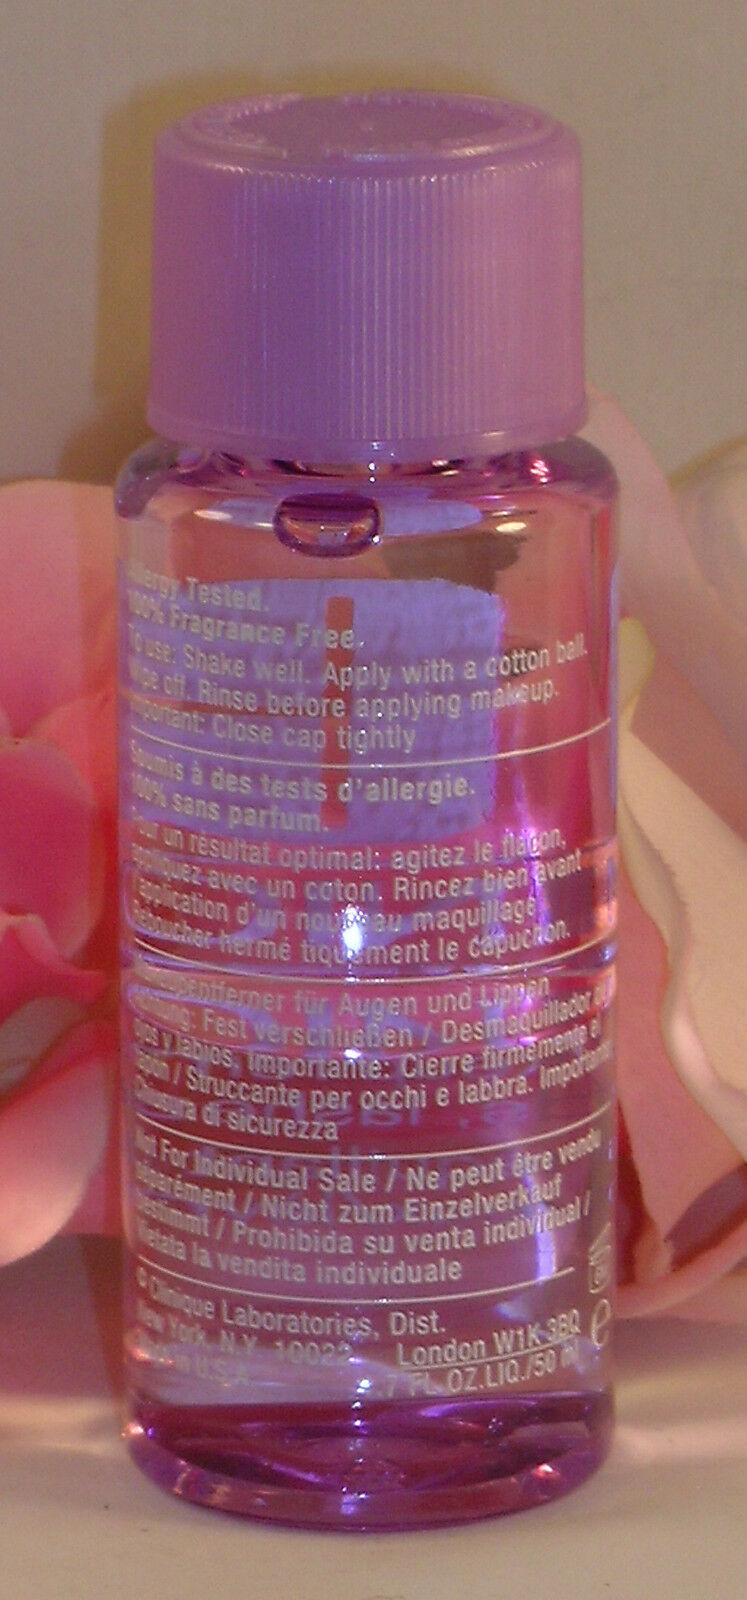 Allergy Tested.
100% Fragrance Free.
To use: Shake well. Apply with a cotton ball.
Wipe off. Rinse before applying makeup.
Important: Close cap tightly
Soumis à des tests d'allergie.
100% sans parfum.
Pour un résultat optimal: agitez le flacon,
appliquez avec un coton. Rincez bien avant
l'application d'un nouveau maquillage.
Reboucher hermé tiquement le capuchon.
für Augen und Lippen
Achtung: Fest verschließen / Desmaquillador de
ojos y labios. Importante: Cierre firmemente el
tapón / Struccante per occhi e labbra. Importante:
Chiusura di sicurezza
Not For Individual Sale / Ne peut être vendu
séparément / Nicht zum Einzelverkauf
bestimmt / Prohibida su venta individual /
Vietata la vendita individuale
© Clinique Laboratories, Dist.
New York, N.Y. 10022 London W1K 3BQ
Made in U.S.A. .7 FL.OZ.LIQ./50 ml e